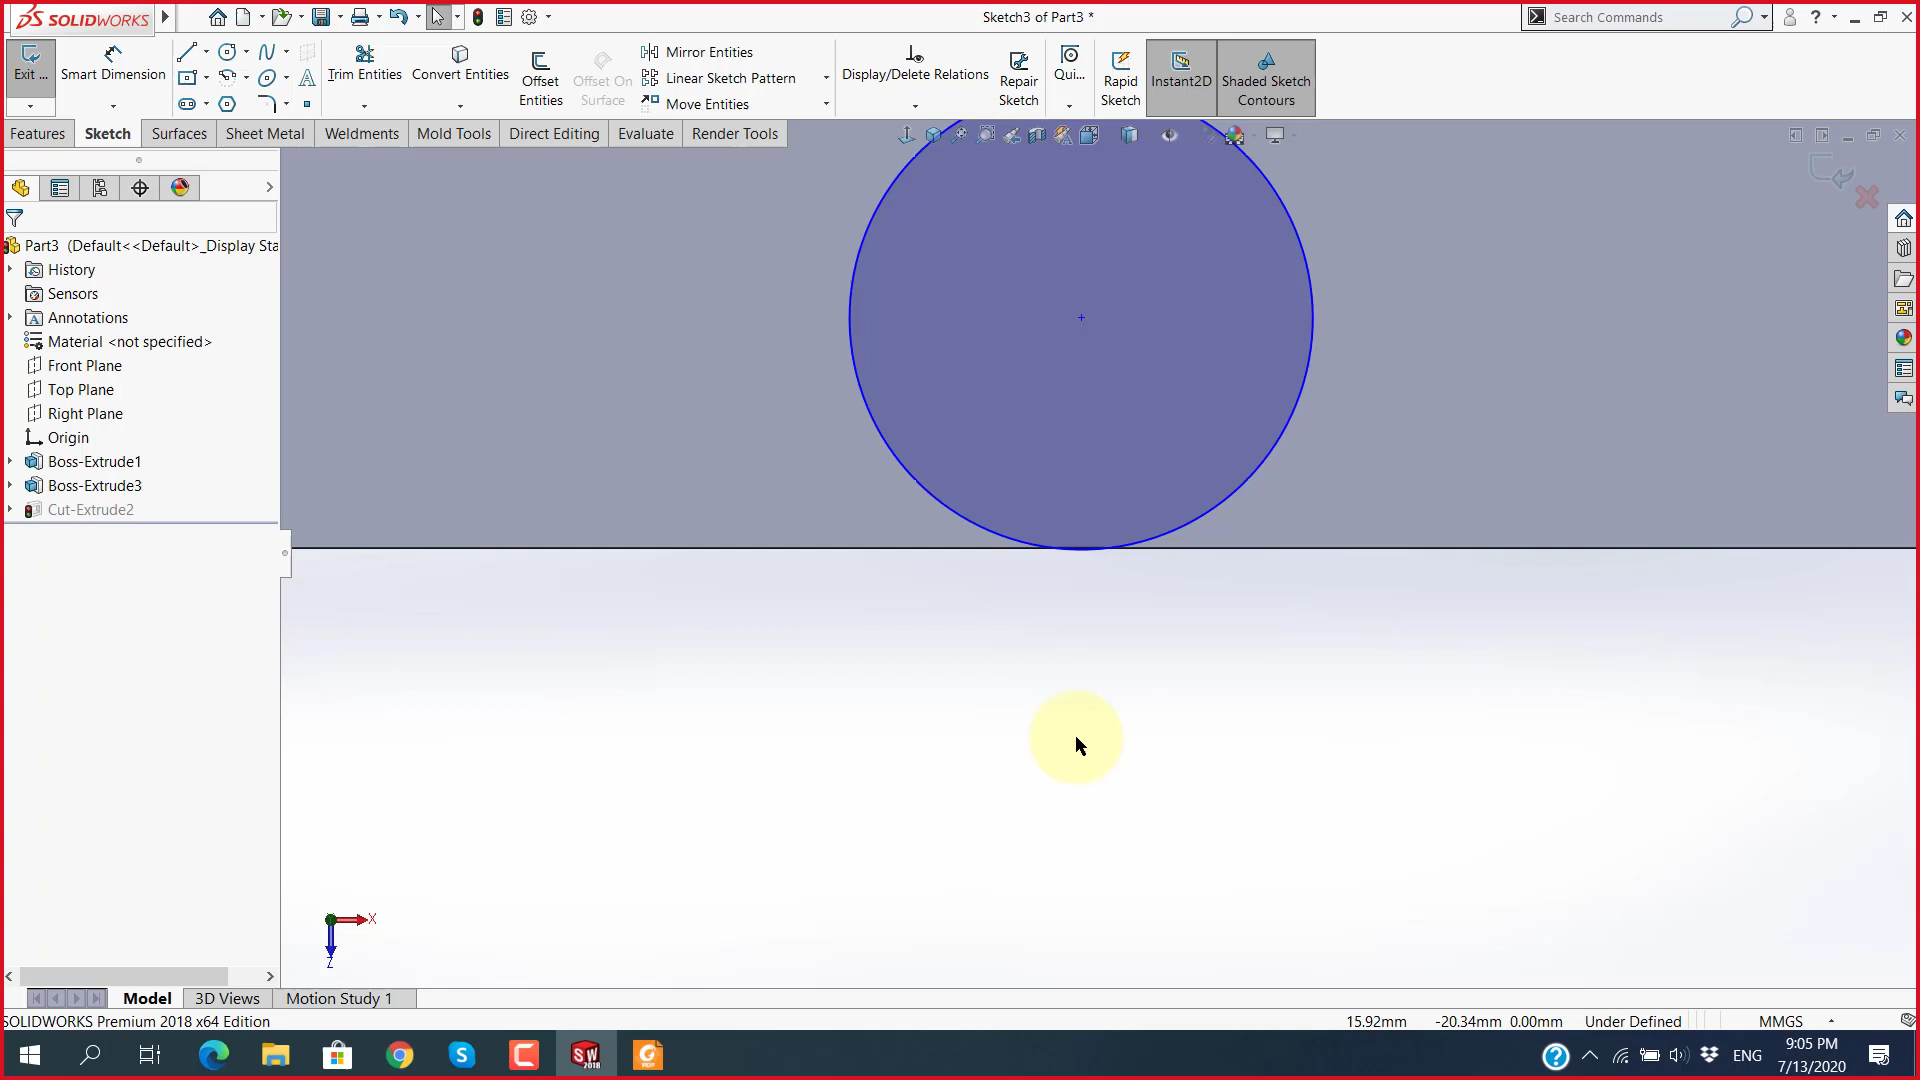 SOLIDWORKS
Sketch3 of Part3 *
Search Commands
?
Exit ...
Smart Dimension
Trim Entities
Convert Entities
Offset Entities
Offset On Surface
Mirror Entities
Linear Sketch Pattern
Move Entities
Display/Delete Relations
Repair Sketch
Qui...
Rapid Sketch
Instant2D
Shaded Sketch Contours
Features
Sketch
Surfaces
Sheet Metal
Weldments
Mold Tools
Direct Editing
Evaluate
Render Tools
Part3 (Default<<Default>_Display Sta
History
Sensors
Annotations
Material <not specified>
Front Plane
Top Plane
Right Plane
Origin
Boss-Extrude1
Boss-Extrude3
Cut-Extrude2
X
Z
Model
3D Views
Motion Study 1
SOLIDWORKS Premium 2018 x64 Edition
15.92mm
-20.34mm 0.00mm
Under Defined
MMGS
SW
2018
PDF
ENG
9:05 PM
7/13/2020